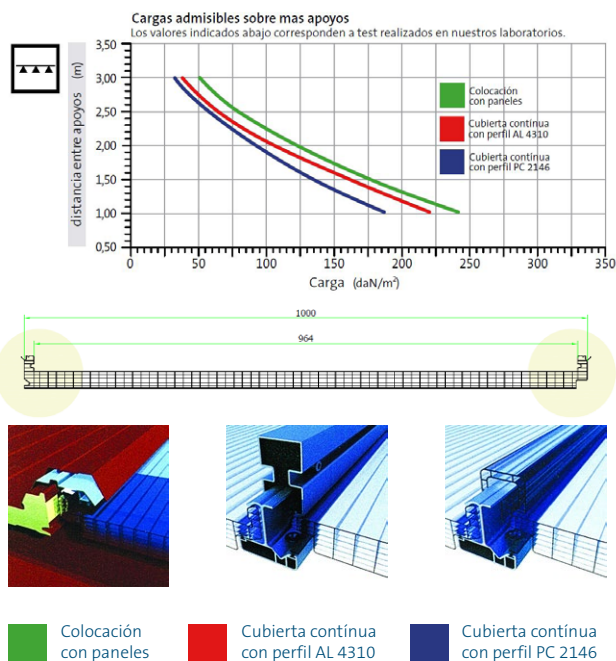 Cargas admisibles sobre mas apoyos
Los valores indicados abajo corresponden a test realizados en nuestros laboratorios.
distancia entre apoyos (m)
3,50
3,00
2,50
2,00
1,50
1,00
0,50
0
50
100
150
200
250
300
350
Carga (daN/m²)
Colocación
con paneles
Cubierta contínua
con perfil AL 4310
Cubierta contínua
con perfil PC 2146
1000
964
Colocación
con paneles
Cubierta contínua
con perfil AL 4310
Cubierta contínua
con perfil PC 2146